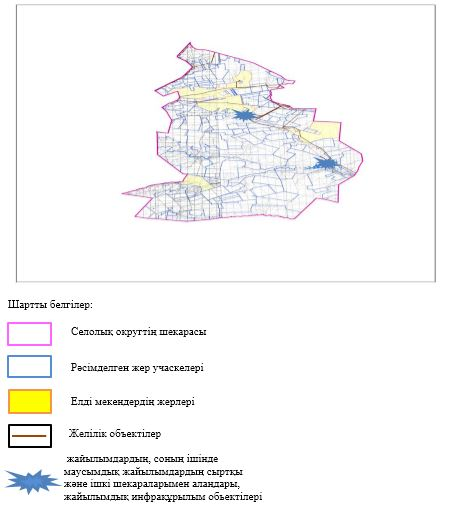 Шартты белгілер:
Селолық округтің шекарасы
Рәсімделген жер учаскелері
Елді мекендердің жерлері
Желілік объектілер
жайылымдардың, соның ішінде
маусымдық жайылымдардың сыртқы
және ішкі шекараларымен алаңдары,
жайылымдық инфрақұрылым объектілері